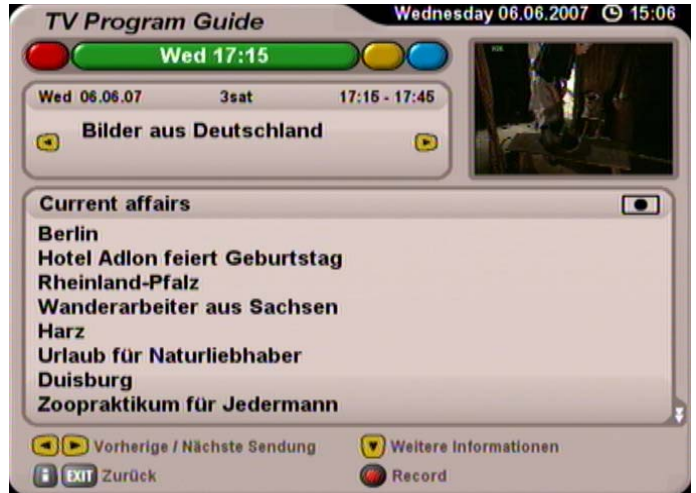 TV Program Guide
Wednesday 06.06.2007 15:06
Wed 17:15
Wed 06.06.07 3sat 17:15 - 17:45
Bilder aus Deutschland
Current affairs
Berlin
Hotel Adlon feiert Geburtstag
Rheinland-Pfalz
Wanderarbeiter aus Sachsen
Harz
Urlaub für Naturliebhaber
Duisburg
Zoopraktikum für Jedermann
Vorherige / Nächste Sendung
Weitere Informationen
i EXIT Zurück
Record